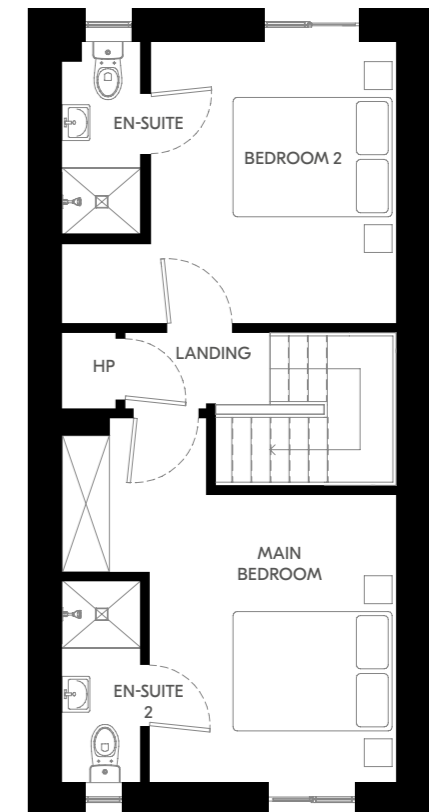 EN-SUITE
BEDROOM 2
HP
LANDING
MAIN
BEDROOM
EN-SUITE
2